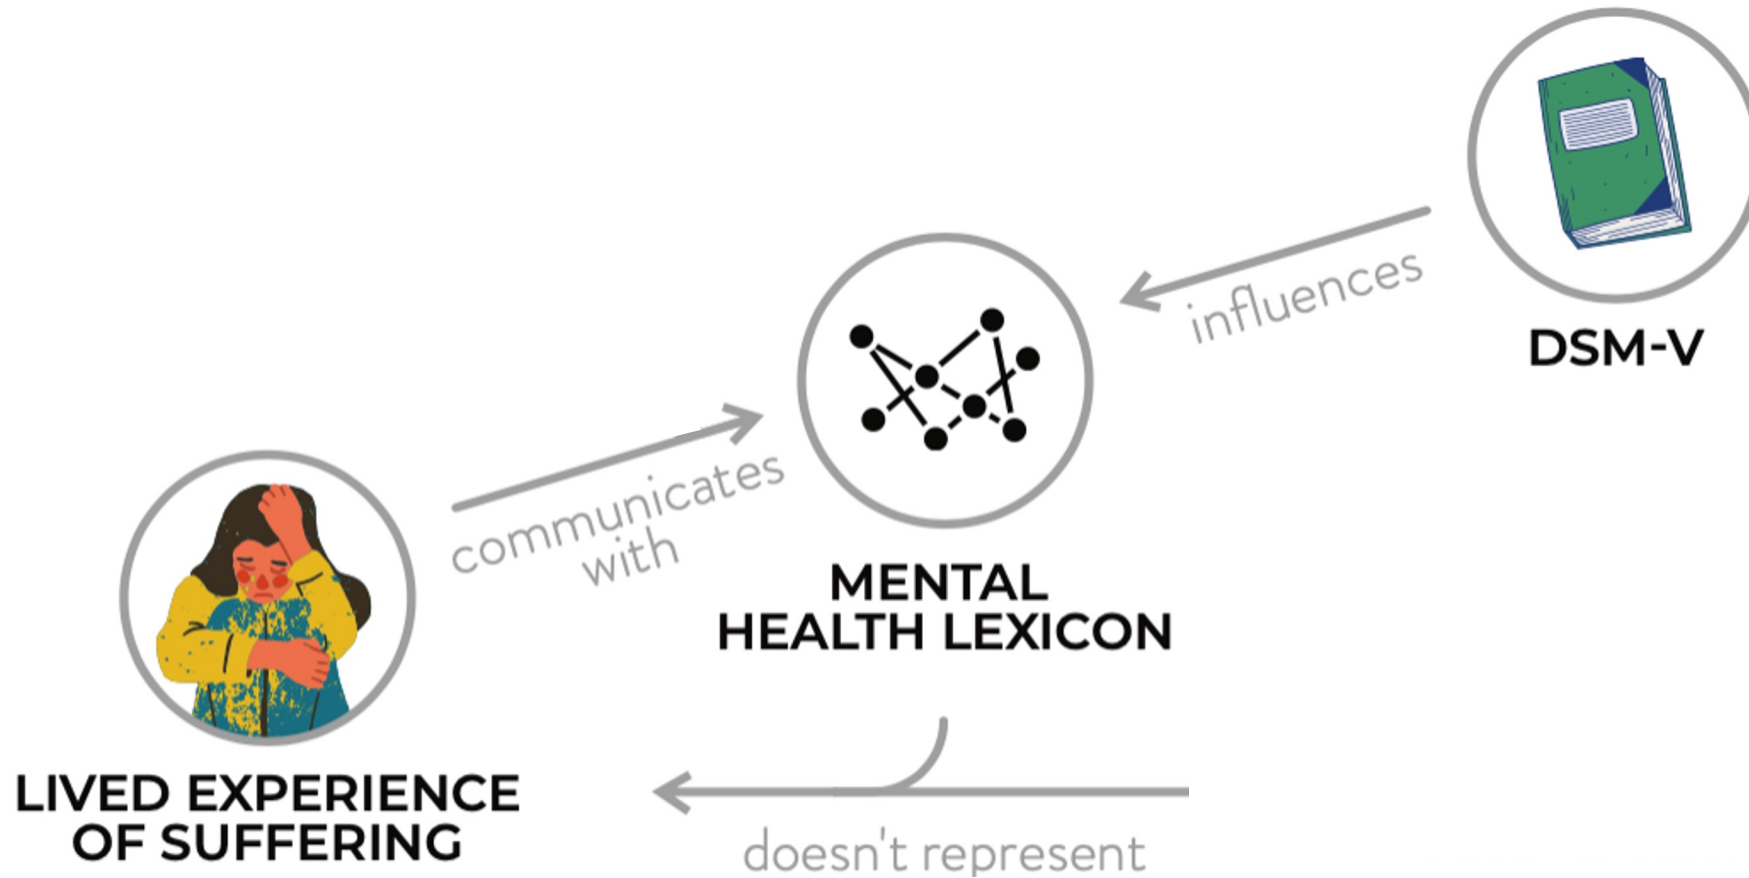 influences
DSM-V
communicates
with
MENTAL
HEALTH LEXICON
LIVED EXPERIENCE
OF SUFFERING
doesn't represent